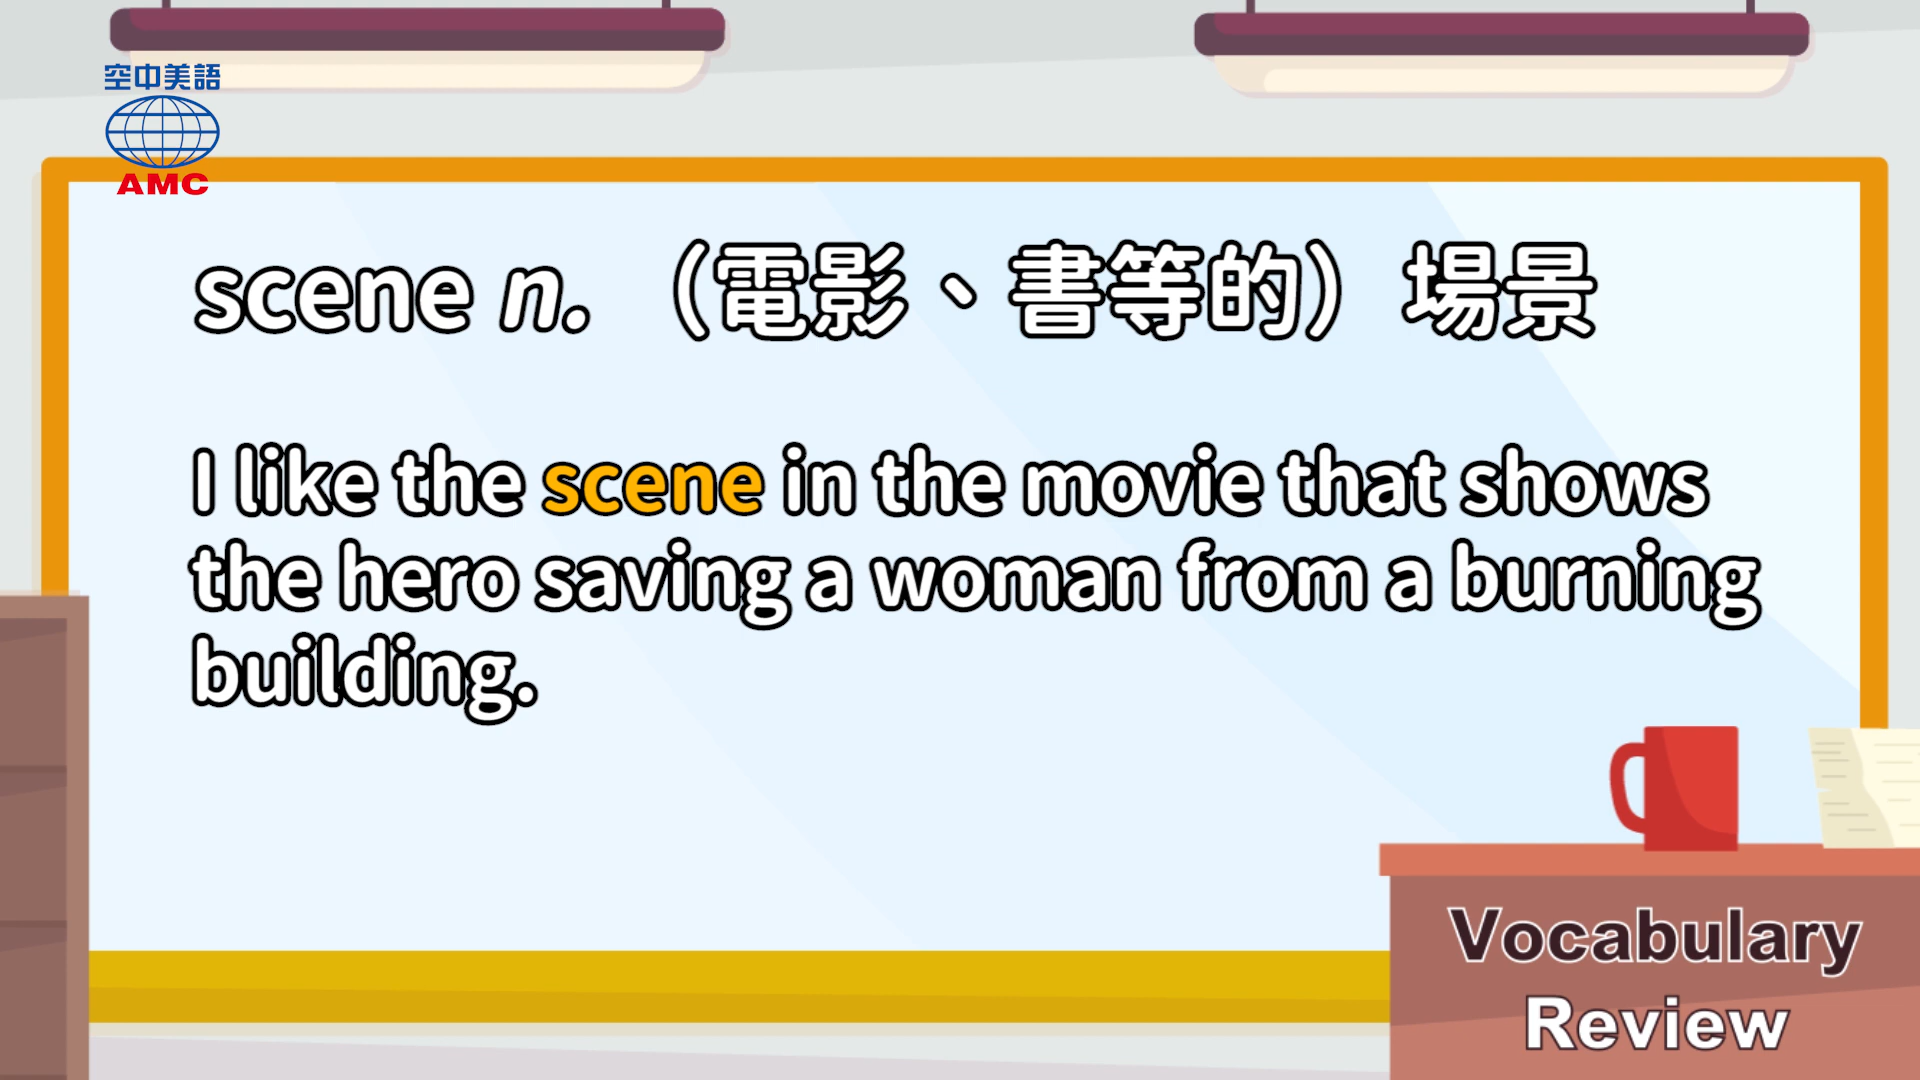 空中美語
AMC
scene n. （電影、書等的）場景
I like the scene in the movie that shows
the hero saving a woman from a burning
building.
Vocabulary
Review